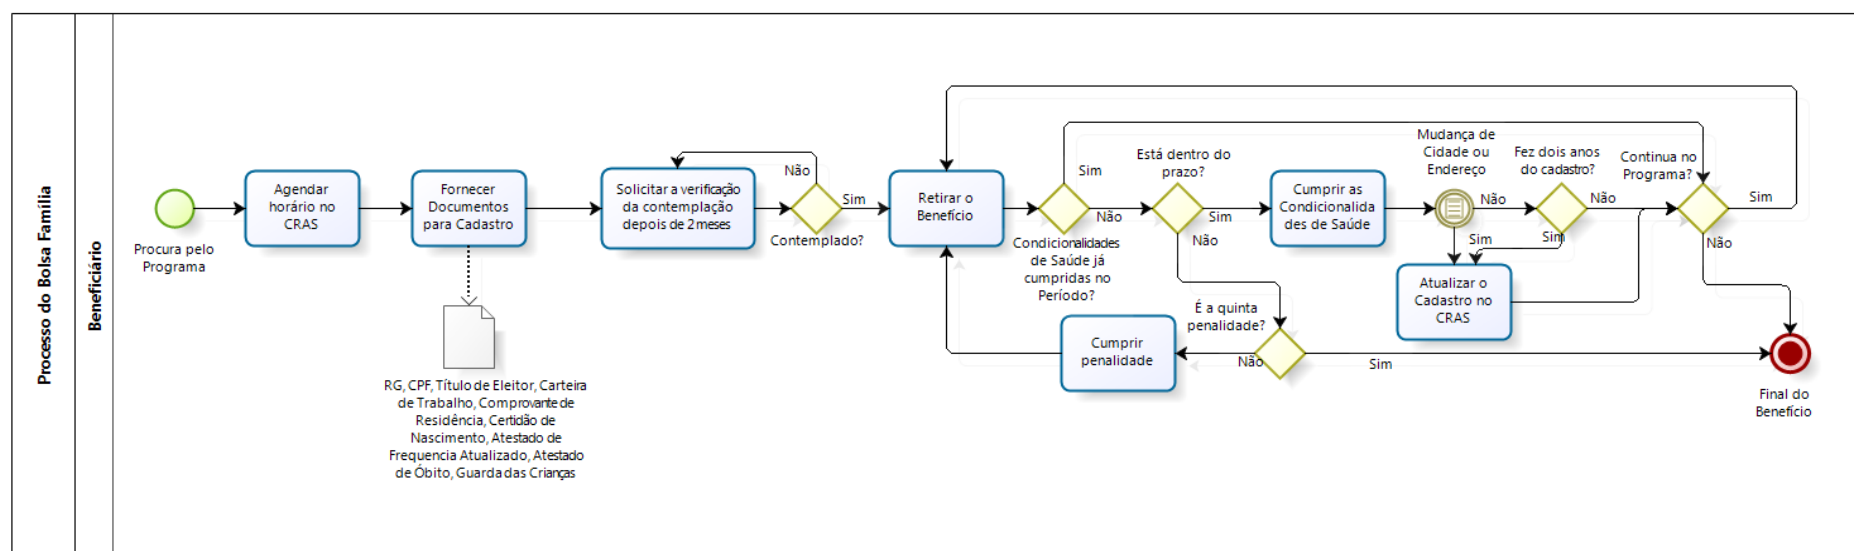 Processo do Bolsa Família
Beneficiário
Procura pelo
Programa
Agendar
horário no
CRAS
Fornecer
Documentos
para Cadastro
RG, CPF, Título de Eleitor, Carteira
de Trabalho, Comprovante de
Residência, Certidão de
Nascimento, Atestado de
Frequencia Atualizado, Atestado
de Óbito, Guarda das Crianças
Solicitar a verificação
da contemplação
depois de 2 meses
Não
Sim
Contemplado?
Retirar o
Benefício
Sim
Não
Condicionalidades
de Saúde já
cumpridas no
Período?
Está dentro do
prazo?
Sim
Não
Cumprir as
Condicionalida
des de Saúde
Mudança de
Cidade ou
Endereço
Não
Sim
Fez dois anos
do cadastro?
Não
Sim
Atualizar o
Cadastro no
CRAS
Continua no
Programa?
Sim
Não
É a quinta
penalidade?
Não
Sim
Cumprir
penalidade
Final do
Benefício